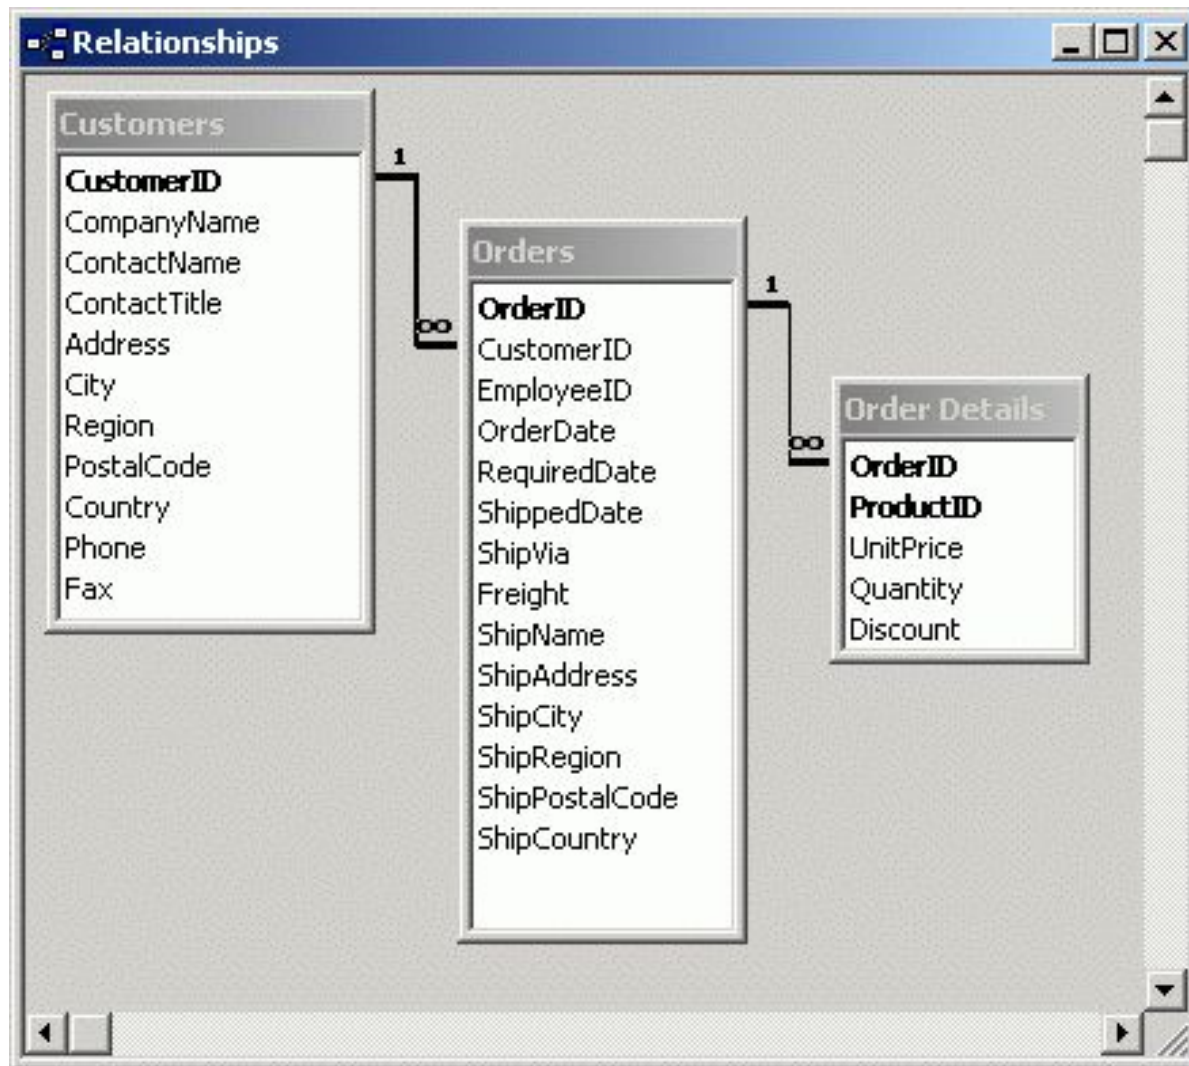 Relationships
Customers
CustomerID
CompanyName
ContactName
ContactTitle
Address
City
Region
PostalCode
Country
Phone
Fax
1
∞
Orders
OrderID
CustomerID
EmployeeID
OrderDate
RequiredDate
ShippedDate
ShipVia
Freight
ShipName
ShipAddress
ShipCity
ShipRegion
ShipPostalCode
ShipCountry
1
∞
Order Details
OrderID
ProductID
UnitPrice
Quantity
Discount